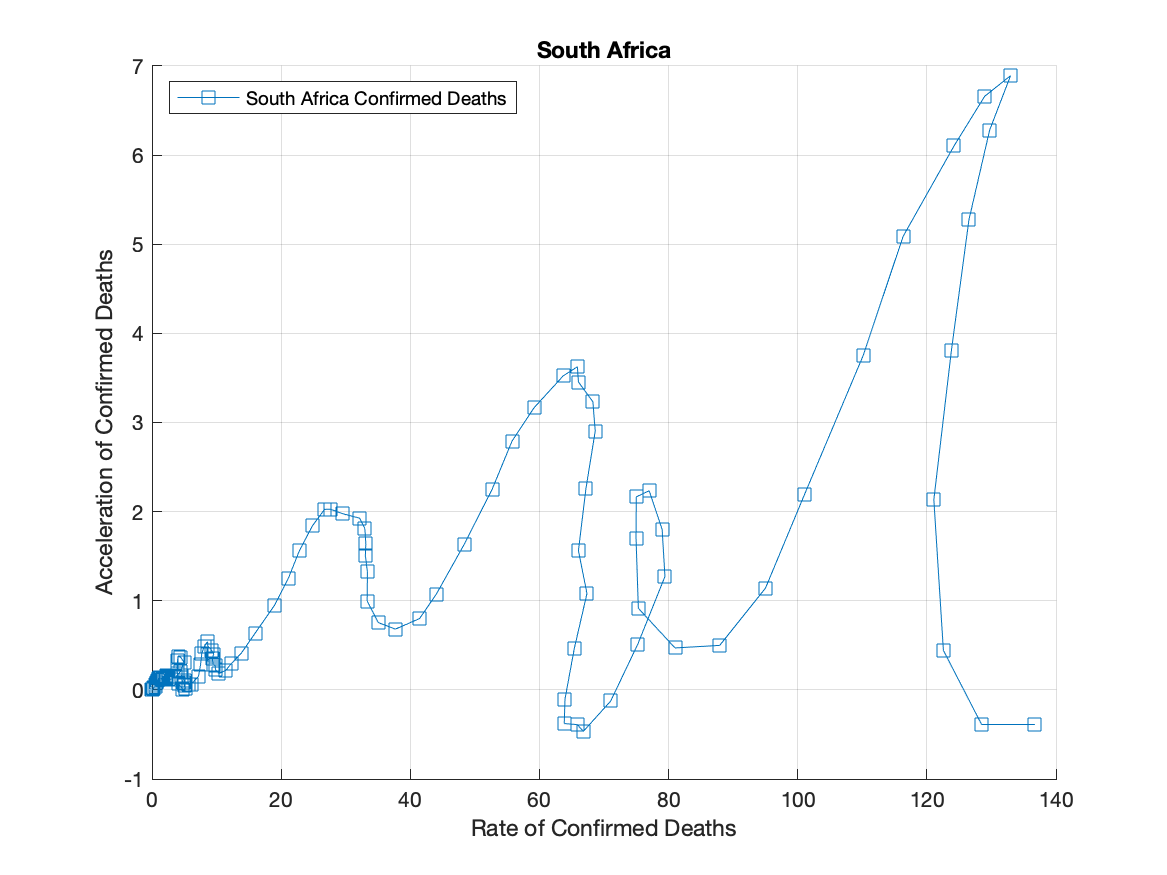 South Africa
South Africa Confirmed Deaths
7
6
5
4
3
2
1
0
-1
Acceleration of Confirmed Deaths
0 20 40 60 80 100 120 140
Rate of Confirmed Deaths